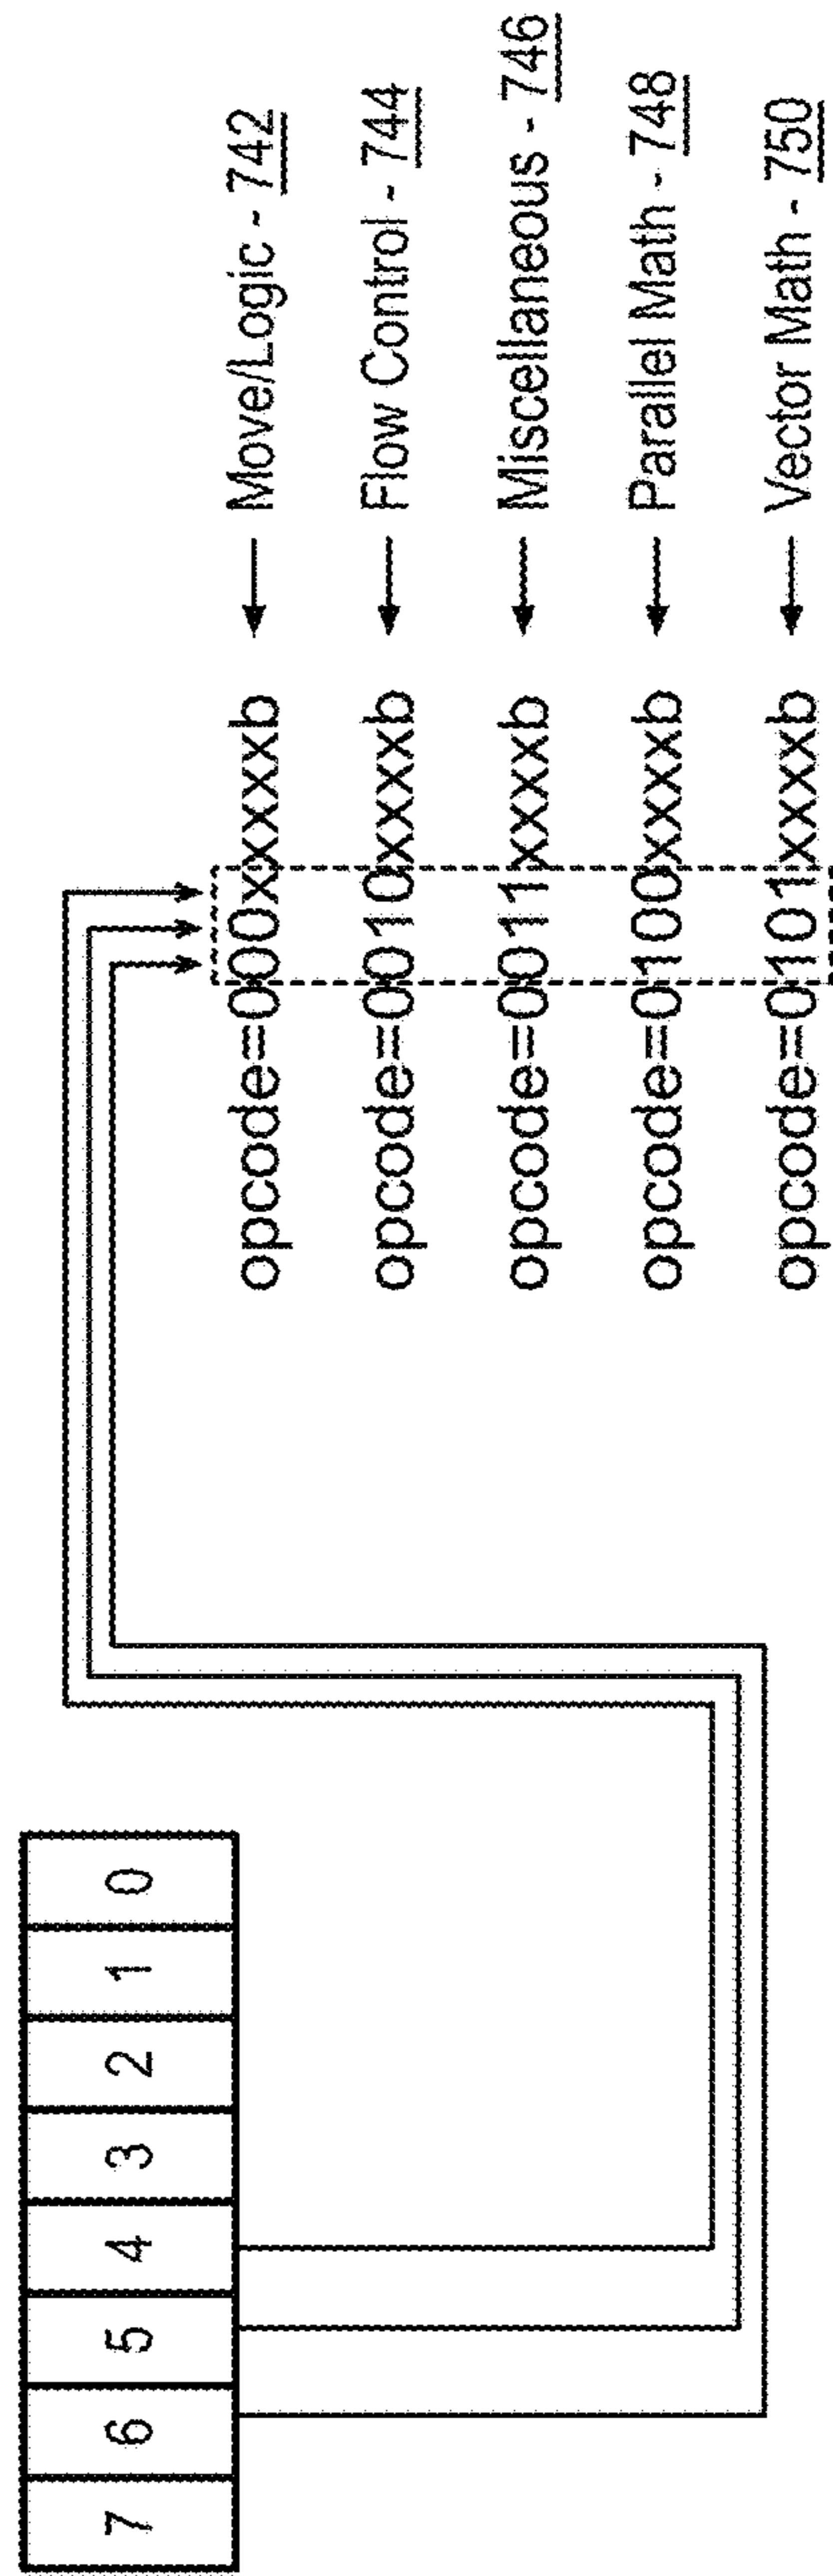 7 6 5 4 3 2 1 0
opcode=000xxxxxb ← Move/Logic - 742
opcode=0010xxxxb ← Flow Control - 744
opcode=0011xxxxb ← Miscellaneous - 746
opcode=0100xxxxb ← Parallel Math - 748
opcode=0101xxxxb ← Vector Math - 750